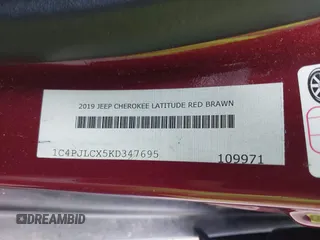 2019 JEEP CHEROKEE LATITUDE RED BRAWN
1C4PJLCX5KD347695
109971
DREAMBID